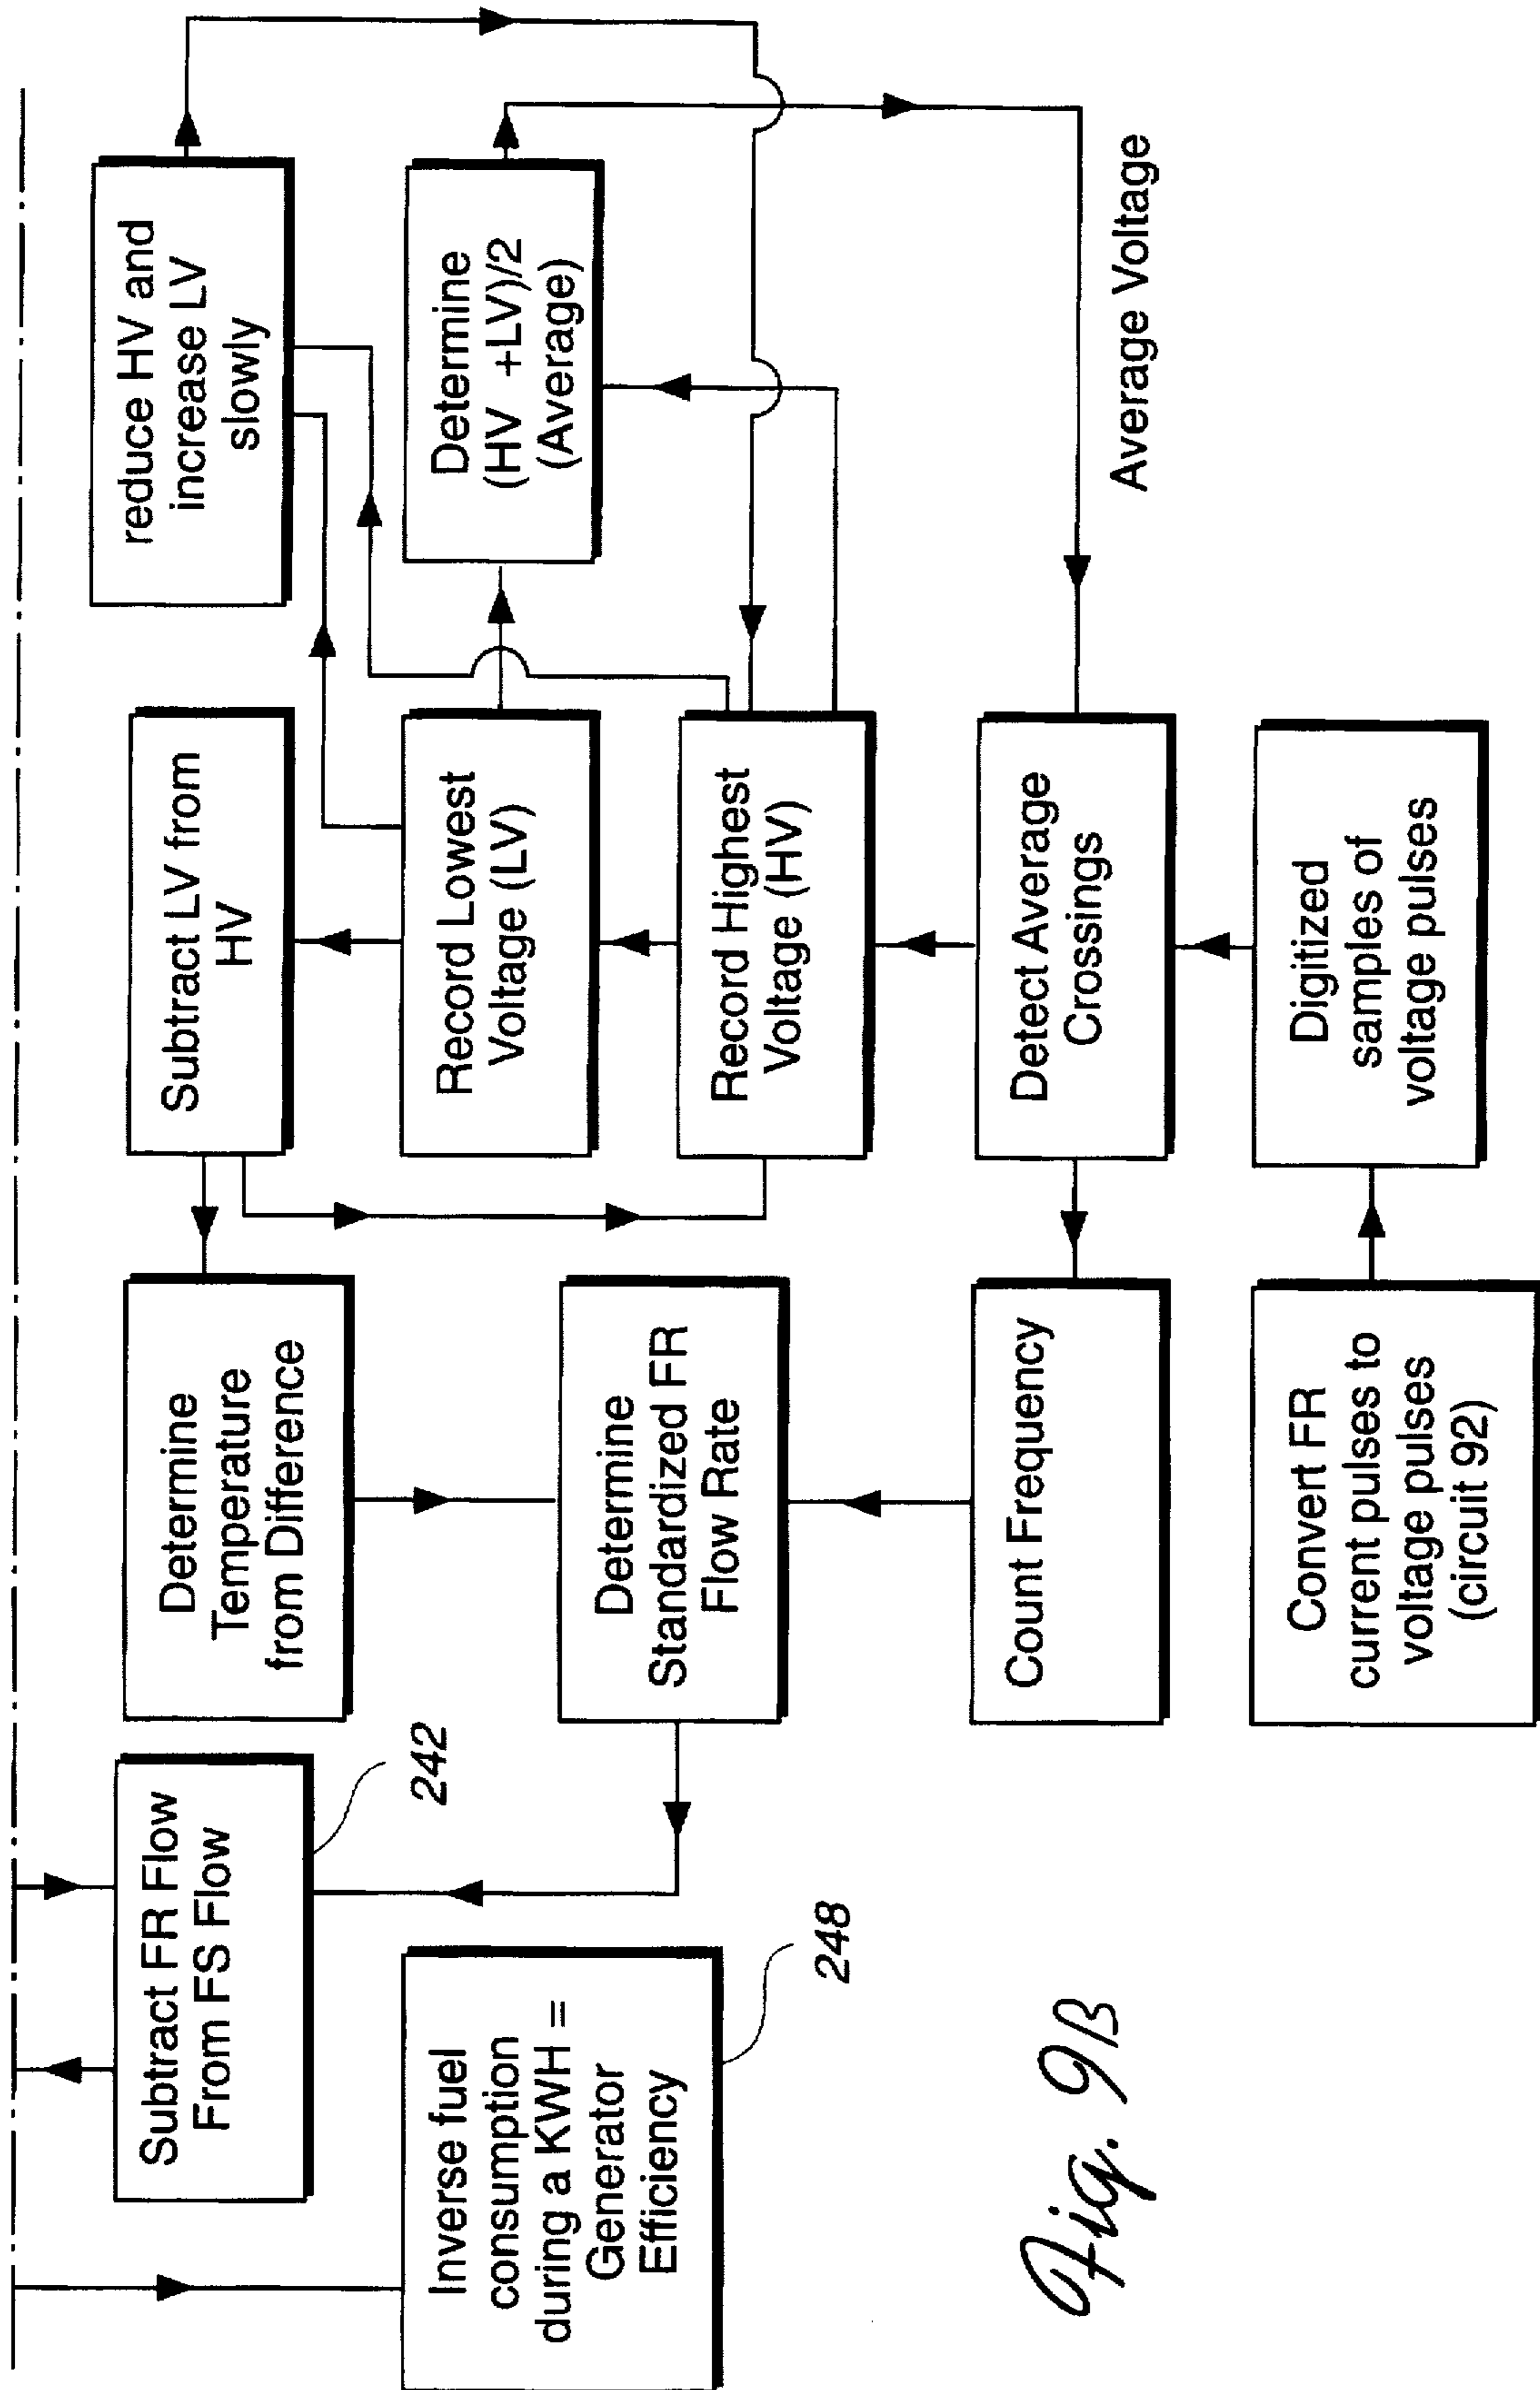 Subtract FR Flow
From FS Flow
242
Determine
Temperature
from Difference
Subtract LV from
HV
reduce HV and
increase LV
slowly
Inverse fuel
consumption
during a KWH =
Generator
Efficiency
248
Determine
Standardized FR
Flow Rate
Record Lowest
Voltage (LV)
Determine
(HV +LV)/2
(Average)
Record Highest
Voltage (HV)
Count Frequency
Detect Average
Crossings
Average Voltage
Convert FR
current pulses to
voltage pulses
(circuit 92)
Digitized
samples of
voltage pulses
Fig. 9B